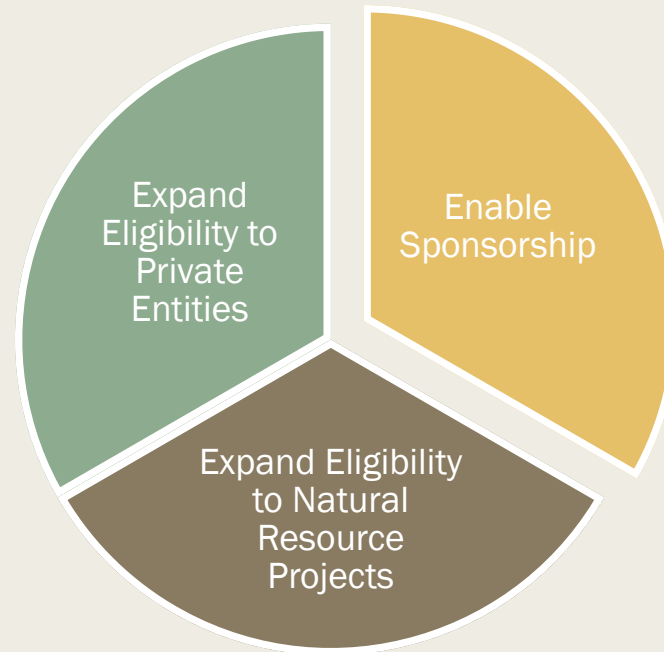 Expand
Eligibility to
Private
Entities
Enable
Sponsorship
Expand Eligibility
to Natural
Resource
Projects